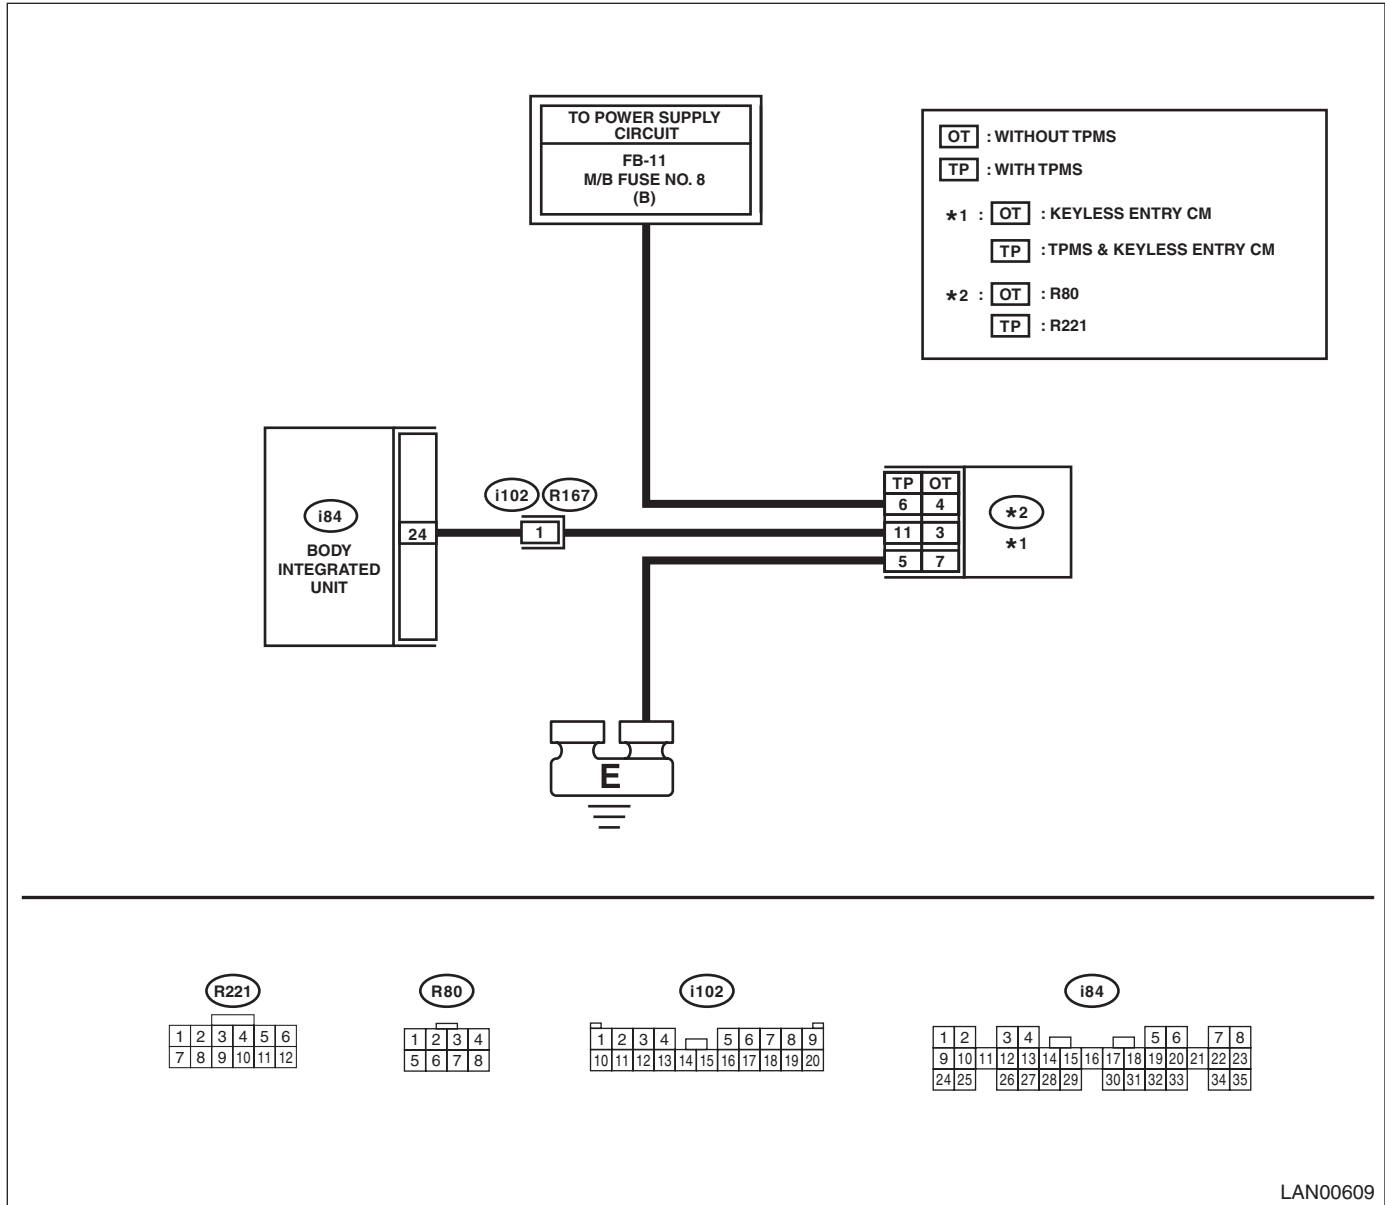 TO POWER SUPPLY
CIRCUIT
FB-11
M/B FUSE NO. 8
(B)
OT : WITHOUT TPMS
TP : WITH TPMS
*1 : OT : KEYLESS ENTRY CM
TP : TPMS & KEYLESS ENTRY CM
*2 : OT : R80
TP : R221
i84
BODY
INTEGRATED
UNIT
24
i102 R167
1
TP OT
6 4
11 3
5 7
*2
*1
E
R221
1 2 3 4 5 6
7 8 9 10 11 12
R80
1 2 3 4
5 6 7 8
i102
1 2 3 4 5 6 7 8 9
10 11 12 13 14 15 16 17 18 19 20
i84
1 2 3 4 5 6 7 8
9 10 11 12 13 14 15 16 17 18 19 20 21 22 23
24 25 26 27 28 29 30 31 32 33 34 35
LAN00609